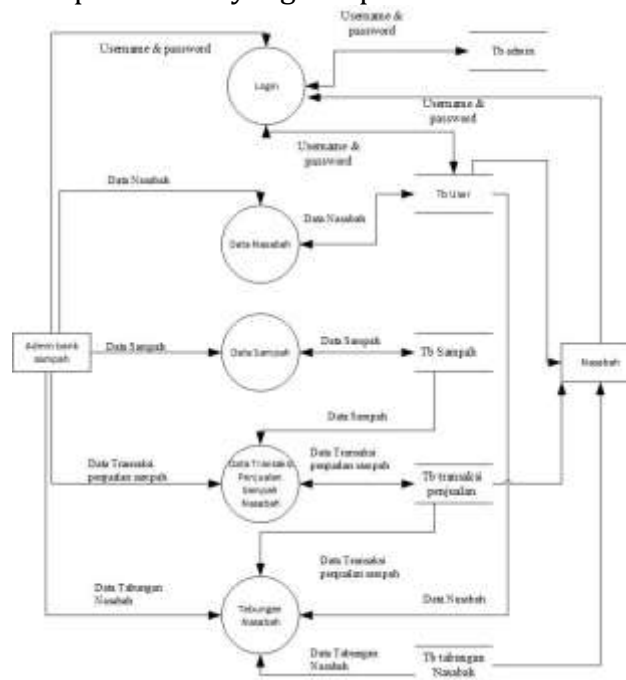 Username & password
Username &
password
Tb admin
Login
Username &
password
Username &
password
Data Nasabah
Tb User
Data Nasabah
Data Nasabah
Admin bank
sampah
Data Sampah
Data Sampah
Data Sampah
Tb Sampah
Nasabah
Data Sampah
Data Transaksi
penjualan sampah
Data Transaksi
Penjualan
Sampah
Nasabah
Data Transaksi
penjualan sampah
Tb transaksi
penjualan
Data Transaksi
penjualan sampah
Data Tabungan
Nasabah
Tabungan
Nasabah
Data Nasabah
Data Tabungan
Nasabah
Tb tabungan
Nasabah